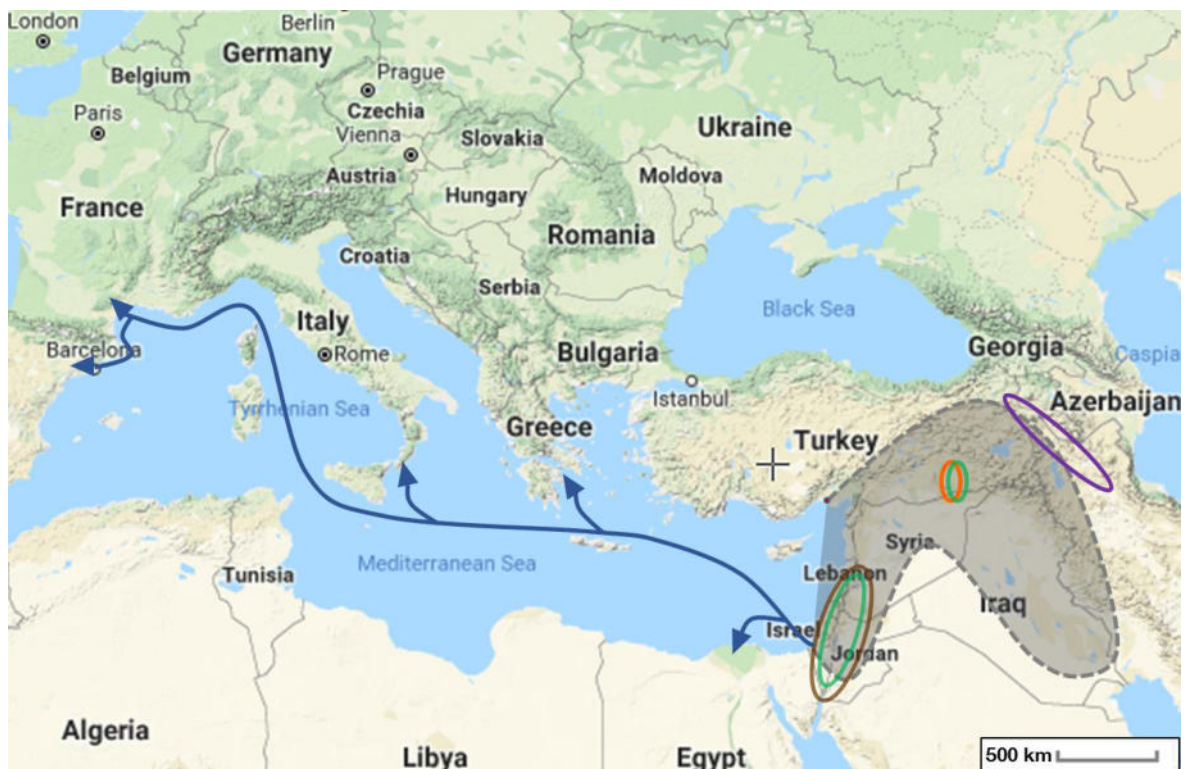 London
Berlin
Germany
Belgium
Prague
Czechia
Paris
Ukraine
Vienna
Slovakia
Austria
Moldova
Hungary
France
Romania
Croatia
Serbia
Black Sea
Italy
Georgia
Caspia
Barcelona
Rome
Bulgaria
Istanbul
Azerbaijan
Tyrrhenian Sea
Greece
Turkey
Syria
Mediterranean Sea
Tunisia
Lebanon
Iraq
Israel
Jordan
Algeria
Libya
Egypt
500 km